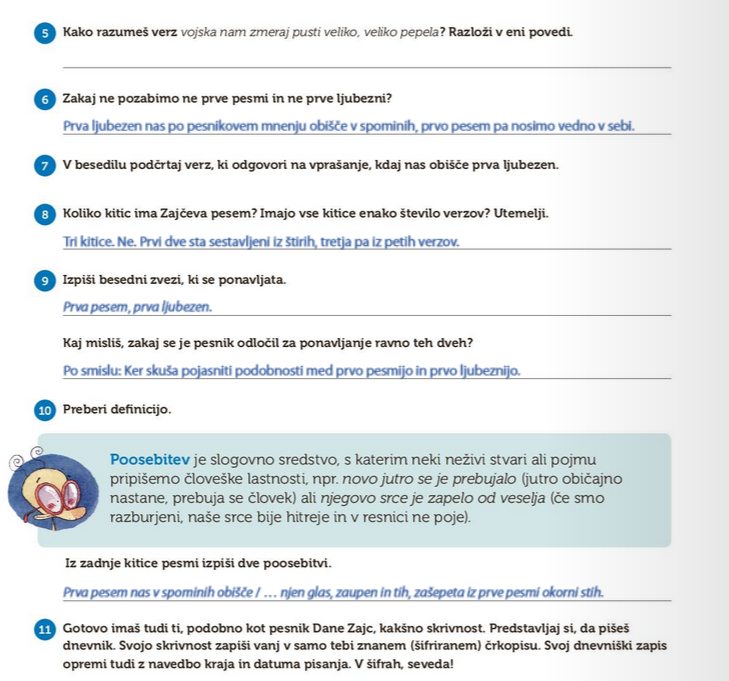 5 Kako razumeš verz vojska nam zmeraj pusti veliko, veliko pepela? Razloži v eni povedi.
6 Zakaj ne pozabimo ne prve pesmi in ne prve ljubezni?
Prva ljubezen nas po pesnikovem mnenju obišče v spominih, prvo pesem pa nosimo vedno v sebi.
7 V besedilu podčrtaj verz, ki odgovori na vprašanje, kdaj nas obišče prva ljubezen.
8 Koliko kitic ima Zajčeva pesem? Imajo vse kitice enako število verzov? Utemelji.
Tri kitice. Ne. Prvi dve sta sestavljeni iz štirih, tretja pa iz petih verzov.
9 Izpiši besedni zvezi, ki se ponavljata.
Prva pesem, prva ljubezen.
Kaj misliš, zakaj se je pesnik odločil za ponavljanje ravno teh dveh?
Po smislu: Ker skuša pojasniti podobnosti med prvo pesmijo in prvo ljubeznijo.
10 Preberi definicijo.
Poosebitev je slogovno sredstvo, s katerim neki neživi stvari ali pojmu
pripišemo človeške lastnosti, npr. novo jutro se je prebujalo (jutro običajno
nastane, prebuja se človek) ali njegovo srce je zapelo od veselja (če smo
razburjeni, naše srce bije hitreje in v resnici ne poje).
Iz zadnje kitice pesmi izpiši dve poosebitvi.
Prva pesem nas v spominih obišče / … njen glas, zaupen in tih, zašepeta iz prve pesmi okorni stih.
11 Gotovo imaš tudi ti, podobno kot pesnik Dane Zajc, kakšno skrivnost. Predstavljaj si, da pišeš
dnevnik. Svojo skrivnost zapiši vanj v samo tebi znanem (šifriranem) črkopisu. Svoj dnevniški zapis
opremi tudi z navedbo kraja in datuma pisanja. V šifrah, seveda!